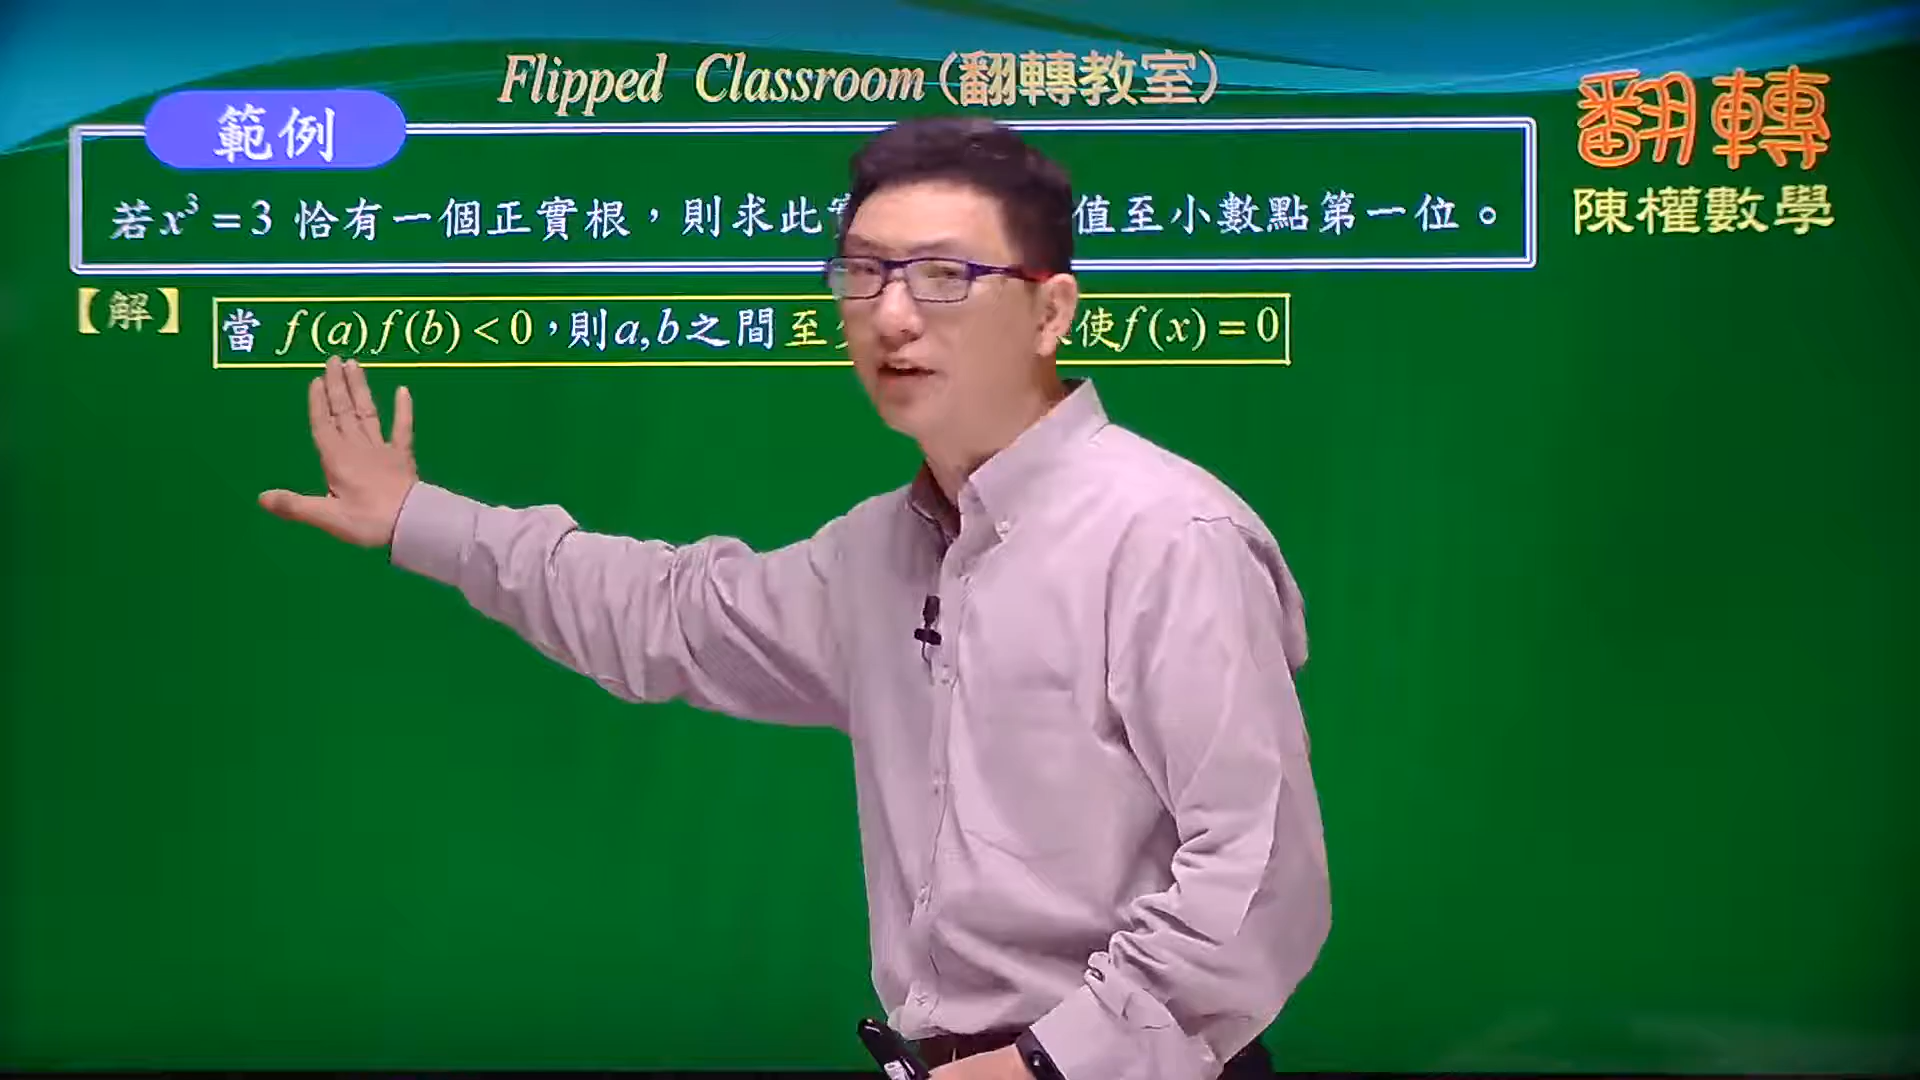 Flipped Classroom (翻轉教室)
翻轉
陳權數學
範例
若x³=3 恰有一個正實根，則求此 值至小數點第一位。
【解】
當 f(a)f(b)<0，則a,b之間至 使f(x)=0